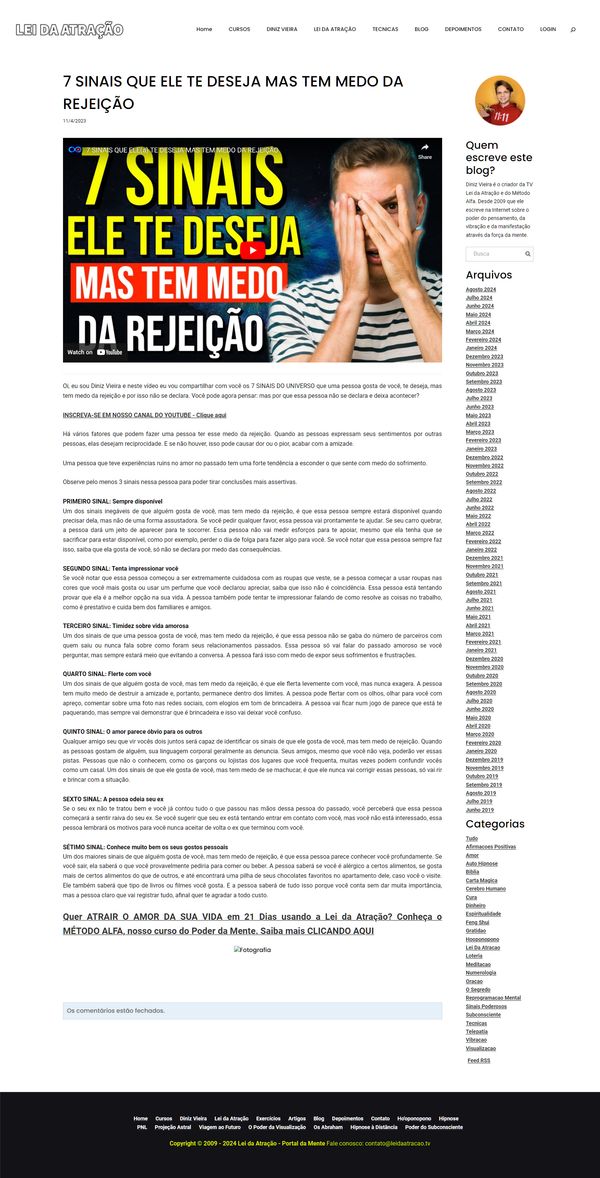 LEI DA ATRAÇÃO
Home CURSOS DINIZ VIEIRA LEI DA ATRAÇÃO TECNICAS BLOG DEPOIMENTOS CONTATO LOGIN
7 SINAIS QUE ELE TE DESEJA MAS TEM MEDO DA
REJEIÇÃO
11/4/2023
7 SINAIS QUE ELE(a) TE DESEJA MAS TEM MEDO DA REJEIÇÃO
Share
7 SINAIS
ELE TE DESEJA
MAS TEM MEDO
DA REJEIÇÃO
Watch on YouTube
Oi, eu sou Diniz Vieira e neste vídeo eu vou compartilhar com você os 7 SINAIS DO UNIVERSO que uma pessoa gosta de você, te deseja, mas
tem medo da rejeição e por isso não se declara. Você pode agora pensar: mas por que essa pessoa não se declara e deixa acontecer?
INSCREVA-SE EM NOSSO CANAL DO YOUTUBE - Clique aqui
Há vários fatores que podem fazer uma pessoa ter esse medo da rejeição. Quando as pessoas expressam seus sentimentos por outras
pessoas, elas desejam reciprocidade. E se não houver, isso pode causar dor ou o pior, acabar com a amizade.
Uma pessoa que teve experiências ruins no amor no passado tem uma forte tendência a esconder o que sente com medo do sofrimento.
Observe pelo menos 3 sinais nessa pessoa para poder tirar conclusões mais assertivas.
PRIMEIRO SINAL: Sempre disponível
Um dos sinais inegáveis de que alguém gosta de você, mas tem medo da rejeição, é que essa pessoa sempre estará disponível quando
precisar dela, mas não de uma forma assustadora. Se você pedir qualquer favor, essa pessoa vai prontamente te ajudar. Se seu carro quebrar,
a pessoa dará um jeito de aparecer para te socorrer. Essa pessoa não vai medir esforços para te apoiar, mesmo que ela tenha que se
sacrificar para estar disponível, como por exemplo, perder o dia de folga para fazer algo para você. Se você notar que essa pessoa sempre faz
isso, saiba que ela gosta de você, só não se declara por medo das consequências.
SEGUNDO SINAL: Tenta impressionar você
Se você notar que essa pessoa começou a ser extremamente cuidadosa com as roupas que veste, se a pessoa começar a usar roupas nas
cores que você mais gosta ou usar um perfume que você declarou apreciar, saiba que isso não é coincidência. Essa pessoa está tentando
provar que ela é a melhor opção na sua vida. A pessoa também pode tentar te impressionar falando de como resolve as coisas no trabalho,
como é prestativo e cuida bem dos familiares e amigos.
TERCEIRO SINAL: Timidez sobre vida amorosa
Um dos sinais de que uma pessoa gosta de você, mas tem medo da rejeição, é que essa pessoa não se gaba do número de parceiros com
quem saiu ou nunca fala sobre como foram seus relacionamentos passados. Essa pessoa só vai falar do passado amoroso se você
perguntar, mas sempre estará meio que evitando a conversa. A pessoa fará isso com medo de expor seus sofrimentos e frustrações.
QUARTO SINAL: Flerte com você
Um dos sinais de que alguém gosta de você, mas tem medo da rejeição, é que ele flerta levemente com você, mas nunca exagera. A pessoa
tem muito medo de destruir a amizade e, portanto, permanece dentro dos limites. A pessoa pode flertar com os olhos, olhar para você com
apreço, comentar sobre uma foto nas redes sociais, com elogios em tom de brincadeira. A pessoa vai ficar num jogo de parece que está te
paquerando, mas sempre vai demonstrar que é brincadeira e isso vai deixar você confuso.
QUINTO SINAL: O amor parece óbvio para os outros
Qualquer amigo seu que vir vocês dois juntos será capaz de identificar os sinais de que ele gosta de você, mas tem medo de rejeição. Quando
as pessoas gostam de alguém, sua linguagem corporal geralmente as denuncia. Seus amigos, mesmo que você não veja, poderão ver essas
pistas. Pessoas que não o conhecem, como os garçons ou lojistas dos lugares que você frequenta, muitas vezes podem confundir vocês
como um casal. Um dos sinais de que ele gosta de você, mas tem medo de se machucar, é que ele nunca vai corrigir essas pessoas, só vai rir
e brincar com a situação.
SEXTO SINAL: A pessoa odeia seu ex
Se o seu ex não te tratou bem e você já contou tudo o que passou nas mãos dessa pessoa do passado, você perceberá que essa pessoa
começará a sentir raiva do seu ex. Se você sugerir que seu ex está tentando entrar em contato com você, mas você não está interessado, essa
pessoa lembrará os motivos para você nunca aceitar de volta o ex que terminou com você.
SÉTIMO SINAL: Conhece muito bem os seus gostos pessoais
Um dos maiores sinais de que alguém gosta de você, mas tem medo de rejeição, é que essa pessoa parece conhecer você profundamente. Se
você sair, ela saberá o que você provavelmente pediria para comer ou beber. A pessoa saberá se você é alérgico a certos alimentos, se gosta
mais de certos alimentos do que de outros, e até encontrará uma pilha de seus chocolates favoritos no apartamento dele, caso você o visite.
Ele também saberá que tipo de livros ou filmes você gosta. E a pessoa saberá de tudo isso porque você conta sem dar muita importância,
mas a pessoa claro que vai registrar tudo, afinal quer te agradar a todo custo.
Quer ATRAIR O AMOR DA SUA VIDA em 21 Dias usando a Lei da Atração? Conheça o
MÉTODO ALFA, nosso curso do Poder da Mente. Saiba mais CLICANDO AQUI
Fotografia
Os comentários estão fechados.
11:11
Quem
escreve este
blog?
Diniz Vieira é o criador da TV
Lei da Atração e do Método
Alfa. Desde 2009 que ele
escreve na Internet sobre o
poder do pensamento, da
vibração e da manifestação
através da força da mente.
Busca
Arquivos
Agosto 2024
Julho 2024
Junho 2024
Maio 2024
Abril 2024
Março 2024
Fevereiro 2024
Janeiro 2024
Dezembro 2023
Novembro 2023
Outubro 2023
Setembro 2023
Agosto 2023
Julho 2023
Junho 2023
Maio 2023
Abril 2023
Março 2023
Fevereiro 2023
Janeiro 2023
Dezembro 2022
Novembro 2022
Outubro 2022
Setembro 2022
Agosto 2022
Julho 2022
Junho 2022
Maio 2022
Abril 2022
Março 2022
Fevereiro 2022
Janeiro 2022
Dezembro 2021
Novembro 2021
Outubro 2021
Setembro 2021
Agosto 2021
Julho 2021
Junho 2021
Maio 2021
Abril 2021
Março 2021
Fevereiro 2021
Janeiro 2021
Dezembro 2020
Novembro 2020
Outubro 2020
Setembro 2020
Agosto 2020
Julho 2020
Junho 2020
Maio 2020
Abril 2020
Março 2020
Fevereiro 2020
Janeiro 2020
Dezembro 2019
Novembro 2019
Outubro 2019
Setembro 2019
Agosto 2019
Julho 2019
Junho 2019
Categorias
Tudo
Afirmacoes Positivas
Amor
Auto Hipnose
Biblia
Carta Magica
Cerebro Humano
Cura
Dinheiro
Espiritualidade
Feng Shui
Gratidao
Hooponopono
Lei Da Atracao
Loteria
Meditacao
Numerologia
Oracao
O Segredo
Reprogramacao Mental
Sinais Poderosos
Subconsciente
Tecnicas
Telepatia
Vibracao
Visualizacao
Feed RSS
Home Cursos Diniz Vieira Lei da Atração Exercícios Artigos Blog Depoimentos Contato Ho'oponopono Hipnose
PNL Projeção Astral Viagem ao Futuro O Poder da Visualização Os Abraham Hipnose à Distância Poder do Subconsciente
Copyright © 2009 - 2024 Lei da Atração - Portal da Mente Fale conosco: contato@leidaatracao.tv